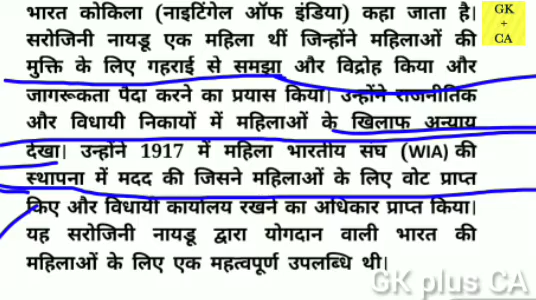 भारत कोकिला (नाइटिंगेल ऑफ इंडिया) कहा जाता है।
सरोजिनी नायडू एक महिला थीं जिन्होंने महिलाओं की
मुक्ति के लिए गहराई से समझा और विद्रोह किया और
जागरूकता पैदा करने का प्रयास किया। उन्होंने राजनीतिक
और विधायी निकायों में महिलाओं के खिलाफ अन्याय
देखा। उन्होंने 1917 में महिला भारतीय संघ (WIA) की
स्थापना में मदद की जिसने महिलाओं के लिए वोट प्राप्त
किए और विधायी कार्यालय रखने का अधिकार प्राप्त किया।
यह सरोजिनी नायडू द्वारा योगदान वाली भारत की
महिलाओं के लिए एक महत्वपूर्ण उपलब्धि थी।
GK
+
CA
GK plus CA